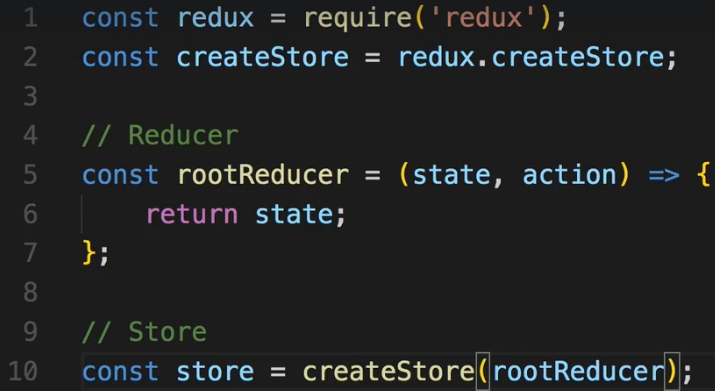 1 const redux = require('redux');
2 const createStore = redux.createStore;
3
4 // Reducer
5 const rootReducer = (state, action) => {
6     return state;
7 };
8
9 // Store
10 const store = createStore(rootReducer);